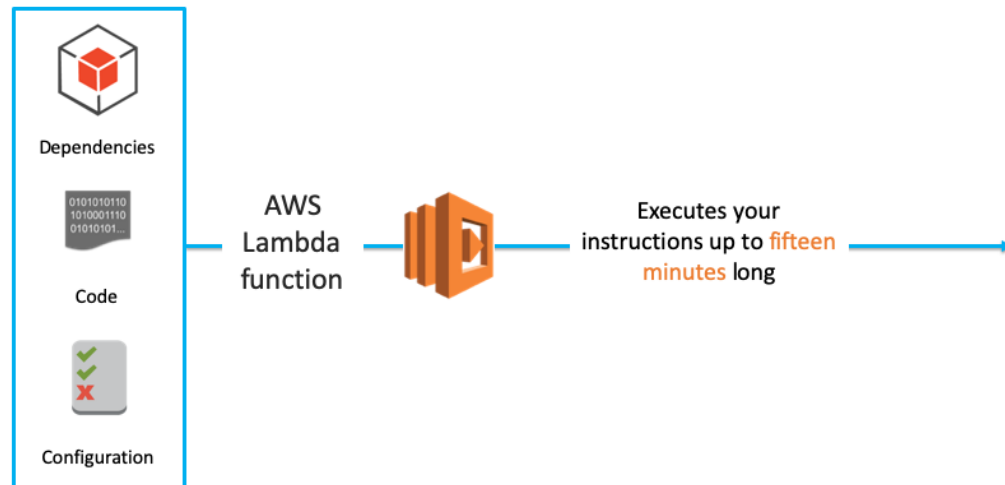 Dependencies
0101010110
1010001110
01010101...
Code
Configuration
AWS
Lambda
function
Executes your
instructions up to fifteen
minutes long